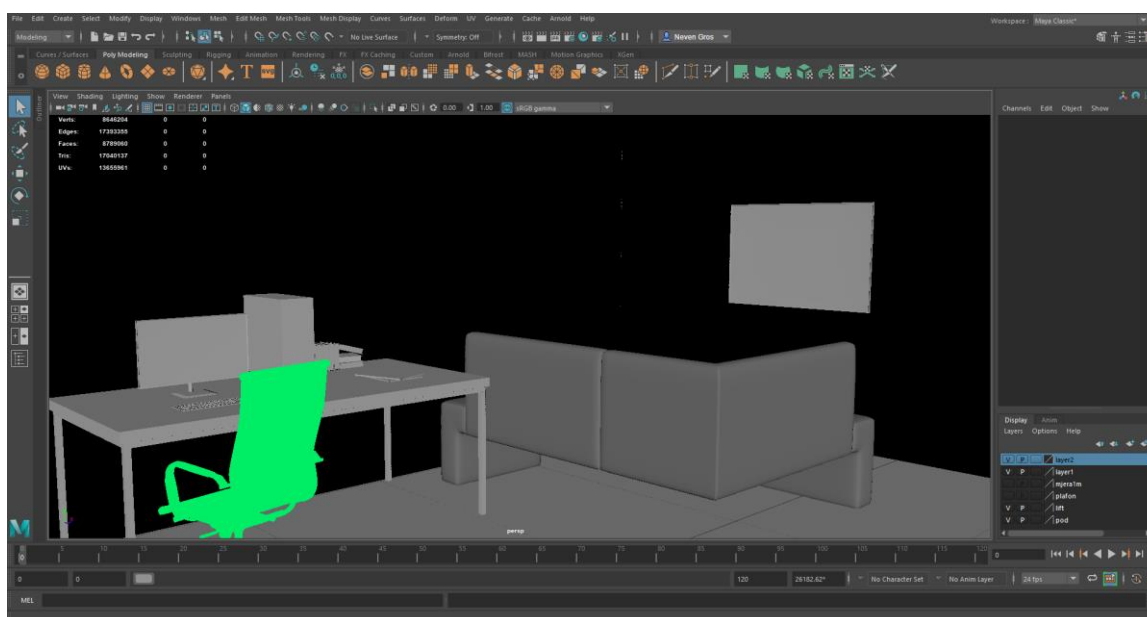 File Edit Create Select Modify Display Windows Mesh Edit Mesh Mesh Tools Mesh Display Curves Surfaces Deform UV Generate Cache Arnold Help Workspace : Maya Classic*
Modeling No Live Surface Symmetry: Off Neven Gros
Curves / Surfaces Poly Modeling Sculpting Rigging Animation Rendering FX FX Caching Custom Arnold Bifrost MASH Motion Graphics XGen
View Shading Lighting Show Renderer Panels
Channels Edit Object Show
Outliner
0.00 1.00 sRGB gamma
Verts: 8646204 0 0
Edges: 17393355 0 0
Faces: 8789060 0 0
Tris: 17040137 0 0
UVs: 13655961 0 0
Display Anim
Layers Options Help
V P layer2
V P layer1
mjera1m
plafon
V P lift
V P pod
persp
0 5 10 15 20 25 30 35 40 45 50 55 60 65 70 75 80 85 90 95 100 105 110 115 120 0
0 0 120 26182.62* No Character Set No Anim Layer 24 fps
MEL